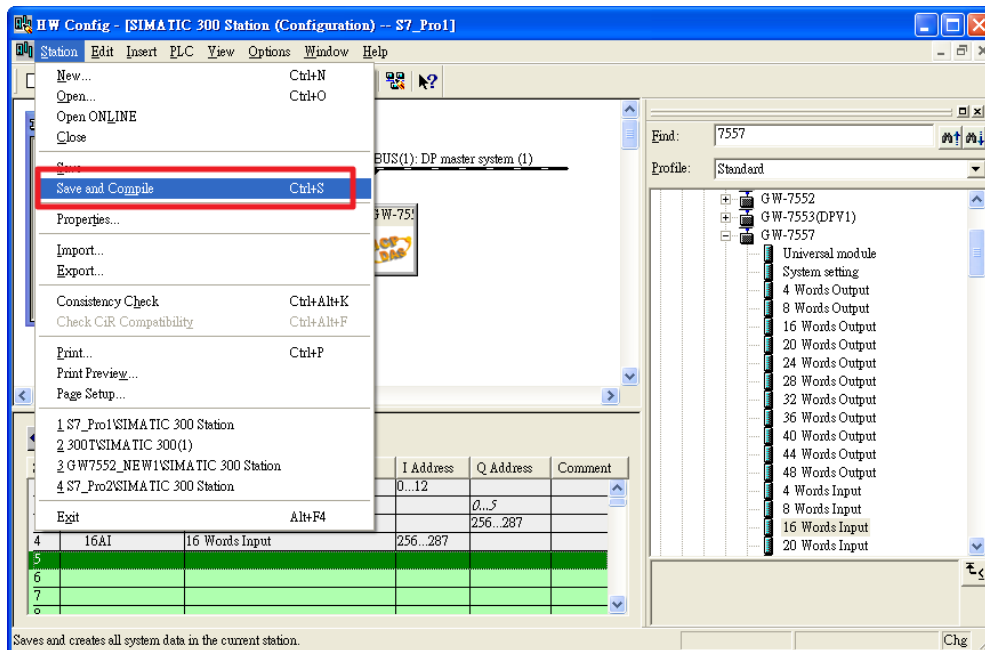 HW Config - [SIMATIC 300 Station (Configuration) -- S7_Pro1]
Station Edit Insert PLC View Options Window Help
New... Ctrl+N
Open... Ctrl+O
Open ONLINE
Close
Save
Save and Compile Ctrl+S
Properties...
Import...
Export...
Consistency Check Ctrl+Alt+K
Check CiR Compatibility Ctrl+Alt+F
Print... Ctrl+P
Print Preview...
Page Setup...
1 S7_Pro1\SIMATIC 300 Station
2 300T\SIMATIC 300(1)
3 GW7552_NEW1\SIMATIC 300 Station
4 S7_Pro2\SIMATIC 300 Station
Exit Alt+F4
BUS(1): DP master system (1)
GW-755
ICP
DAS
I Address Q Address Comment
0...12
0...5
256...287
4 16AI 16 Words Input 256...287
5
6
7
Find: 7557
Profile: Standard
GW-7552
GW-7553(DPV1)
GW-7557
Universal module
System setting
4 Words Output
8 Words Output
16 Words Output
20 Words Output
24 Words Output
28 Words Output
32 Words Output
36 Words Output
40 Words Output
44 Words Output
48 Words Output
4 Words Input
8 Words Input
16 Words Input
20 Words Input
Saves and creates all system data in the current station.
Chg